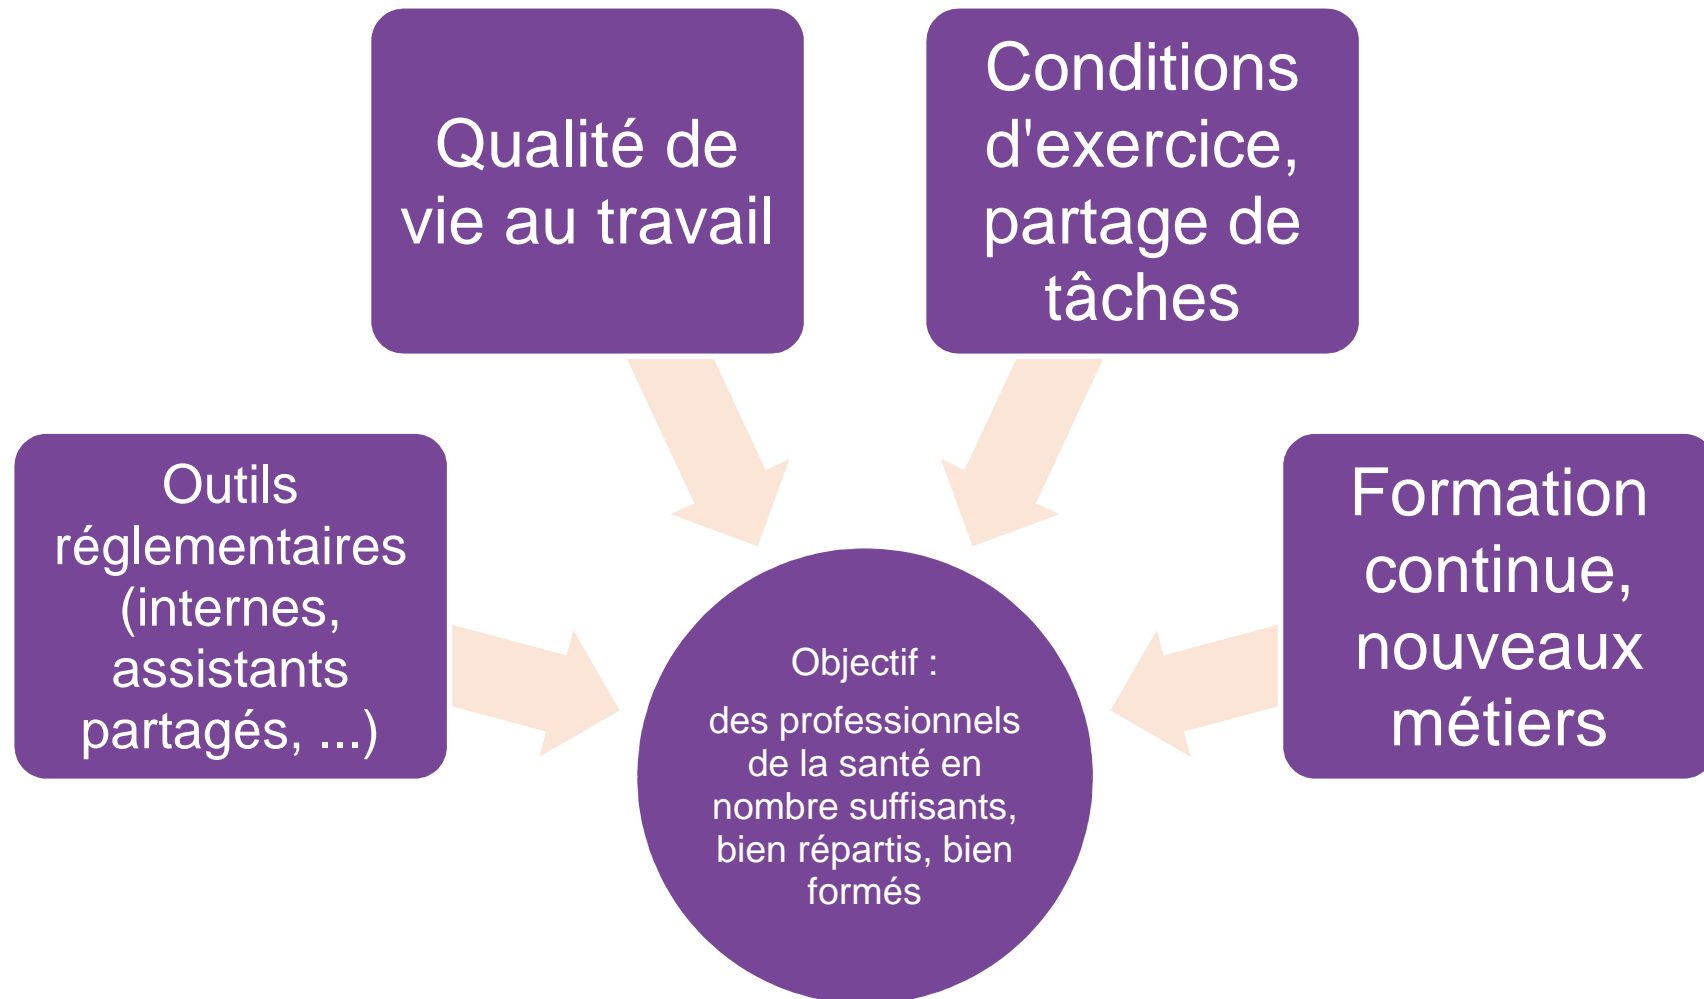 Qualité de
vie au travail
Conditions
d'exercice,
partage de
tâches
Outils
réglementaires
(internes,
assistants
partagés, ...)
Formation
continue,
nouveaux
métiers
Objectif :
des professionnels
de la santé en
nombre suffisants,
bien répartis, bien
formés